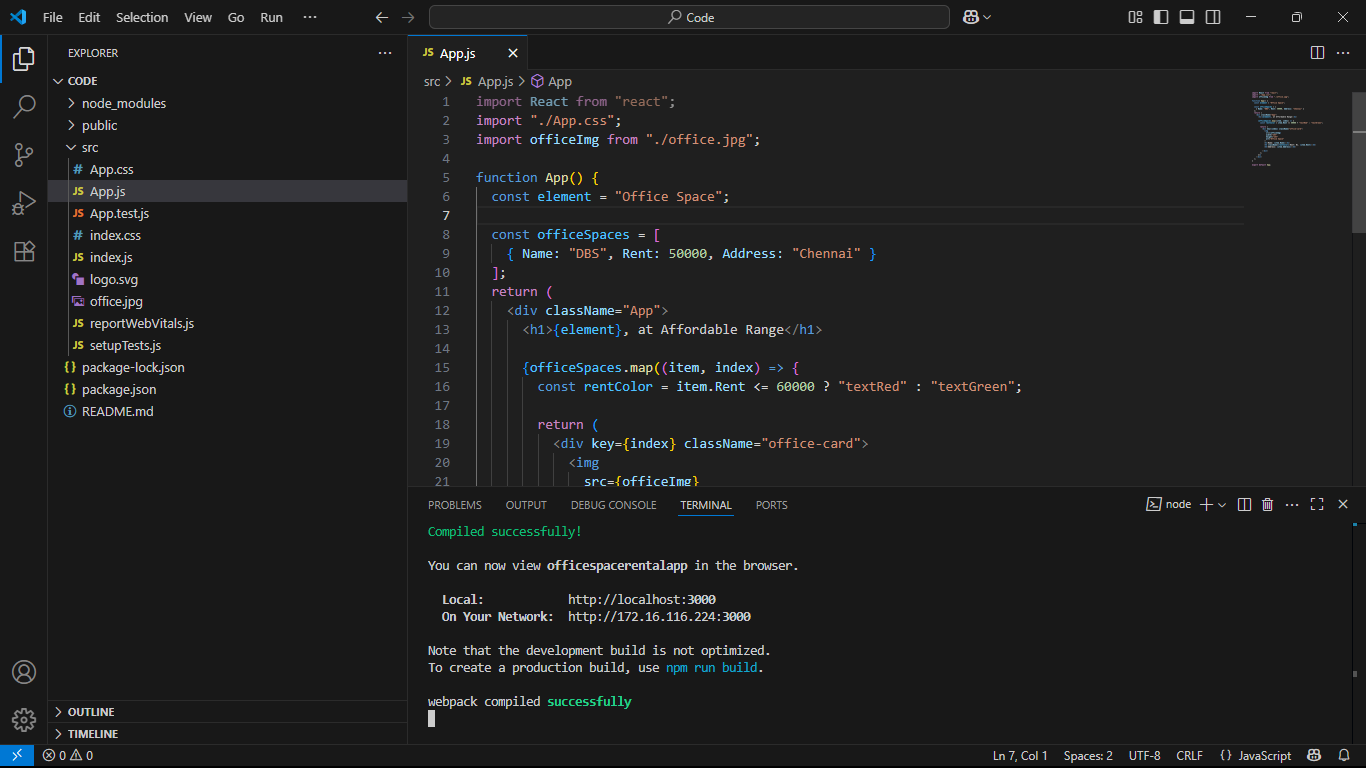 File Edit Selection View Go Run ···
Code
EXPLORER
CODE
node_modules
public
src
# App.css
JS App.js
JS App.test.js
# index.css
JS index.js
logo.svg
office.jpg
JS reportWebVitals.js
JS setupTests.js
{} package-lock.json
{} package.json
README.md
OUTLINE
TIMELINE
JS App.js
src > JS App.js > App
1 import React from "react";
2 import "./App.css";
3 import officeImg from "./office.jpg";
4
5 function App() {
6 const element = "Office Space";
7
8 const officeSpaces = [
9 { Name: "DBS", Rent: 50000, Address: "Chennai" }
10 ];
11 return (
12 <div className="App">
13 <h1>{element}, at Affordable Range</h1>
14
15 {officeSpaces.map((item, index) => {
16 const rentColor = item.Rent <= 60000 ? "textRed" : "textGreen";
17
18 return (
19 <div key={index} className="office-card">
20 <img
21 src={officeImg}
PROBLEMS OUTPUT DEBUG CONSOLE TERMINAL PORTS
node
Compiled successfully!
You can now view officespacerentalapp in the browser.
Local: http://localhost:3000
On Your Network: http://172.16.116.224:3000
Note that the development build is not optimized.
To create a production build, use npm run build.
webpack compiled successfully
0 0
Ln 7, Col 1 Spaces: 2 UTF-8 CRLF {} JavaScript